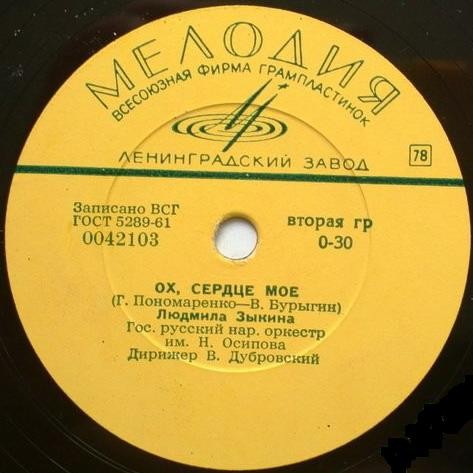 МЕЛОДИЯ
ВСЕСОЮЗНАЯ ФИРМА ГРАМПЛАСТИНОК
ЛЕНИНГРАДСКИЙ ЗАВОД
78
Записано ВСГ
ГОСТ 5289-61
0042103
вторая гр
0-30
ОХ, СЕРДЦЕ МОЕ
(Г. Пономаренко—В. Бурыгин)
Людмила Зыкина
Гос. русский нар. оркестр
им. Н. Осипова
Дирижер В. Дубровский